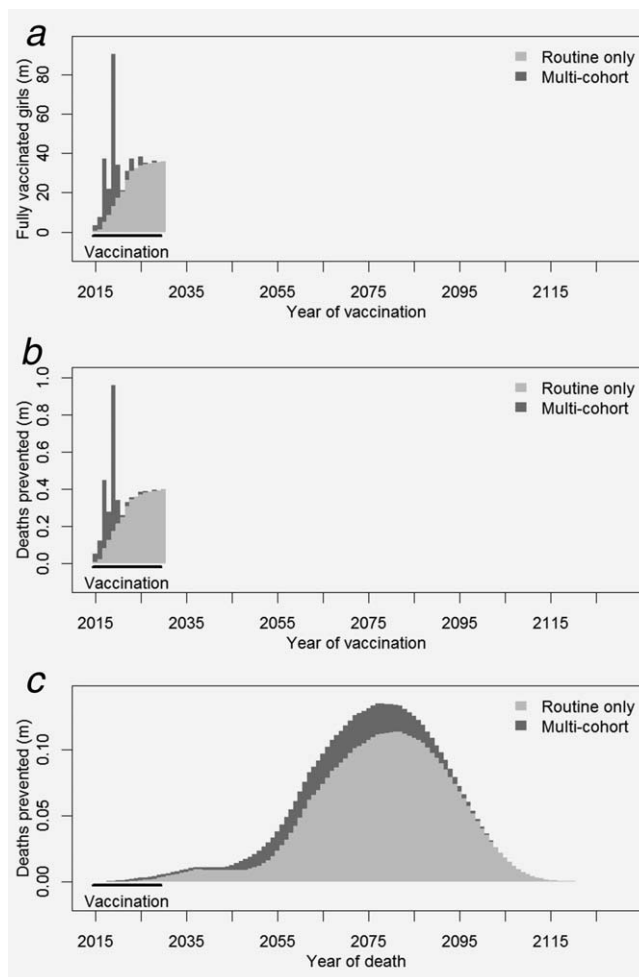 a
Fully vaccinated girls (m)
0 20 40 60 80
Routine only
Multi-cohort
Vaccination
2015 2035 2055 2075 2095 2115
Year of vaccination
b
Deaths prevented (m)
0.0 0.2 0.4 0.6 0.8 1.0
Routine only
Multi-cohort
Vaccination
2015 2035 2055 2075 2095 2115
Year of vaccination
c
Deaths prevented (m)
0.00 0.05 0.10
Routine only
Multi-cohort
Vaccination
2015 2035 2055 2075 2095 2115
Year of death